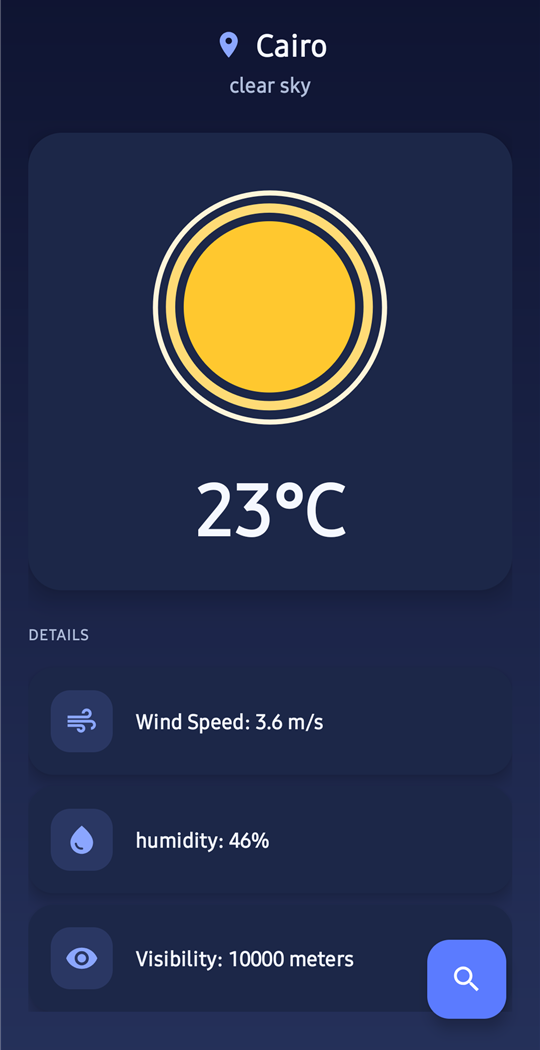 Cairo
clear sky
23°C
DETAILS
Wind Speed: 3.6 m/s
humidity: 46%
Visibility: 10000 meters